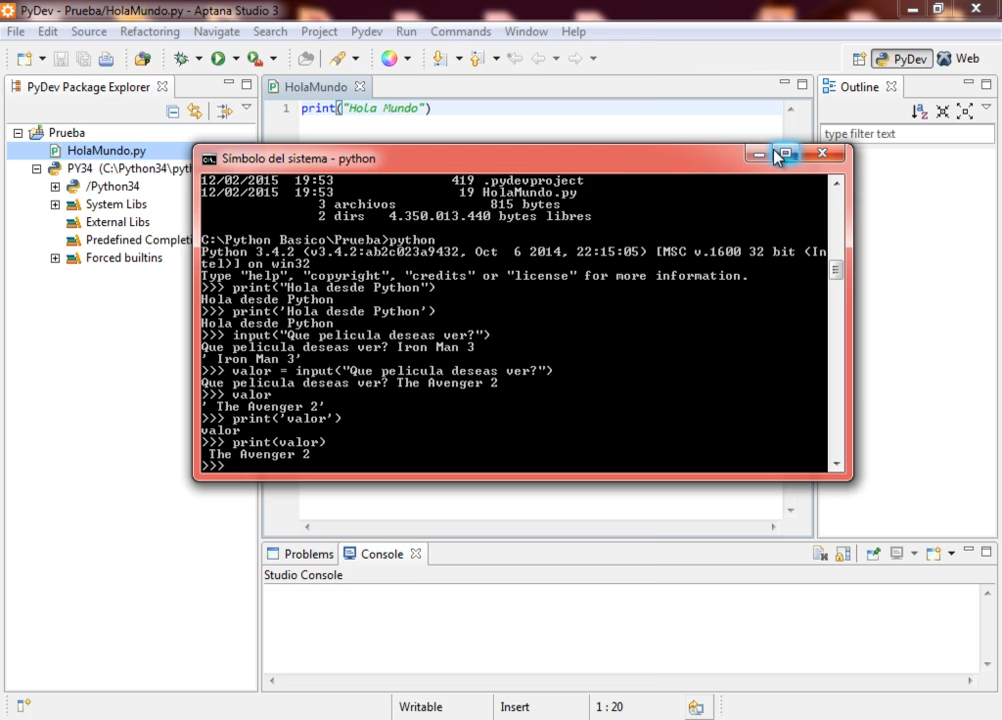 PyDev - Prueba/HolaMundo.py - Aptana Studio 3
File Edit Source Refactoring Navigate Search Project Pydev Run Commands Window Help
PyDev Web
PyDev Package Explorer
HolaMundo
Outline
1 print("Hola Mundo")
type filter text
Prueba
HolaMundo.py
PY34 (C:\Python34\pyth
/Python34
System Libs
External Libs
Predefined Completi
Forced builtins
Símbolo del sistema - python
12/02/2015 19:53 419 .pydevproject
12/02/2015 19:53 19 HolaMundo.py
3 archivos 815 bytes
2 dirs 4.350.013.440 bytes libres
C:\Python Basico\Prueba>python
Python 3.4.2 (v3.4.2:ab2c023a9432, Oct 6 2014, 22:15:05) [MSC v.1600 32 bit (In
tel)] on win32
Type "help", "copyright", "credits" or "license" for more information.
>>> print("Hola desde Python")
Hola desde Python
>>> print('Hola desde Python')
Hola desde Python
>>> input("Que pelicula deseas ver?")
Que pelicula deseas ver? Iron Man 3
' Iron Man 3'
>>> valor = input("Que pelicula deseas ver?")
Que pelicula deseas ver? The Avenger 2
>>> valor
' The Avenger 2'
>>> print('valor')
valor
>>> print(valor)
The Avenger 2
>>>
Problems Console
Studio Console
Writable Insert 1 : 20